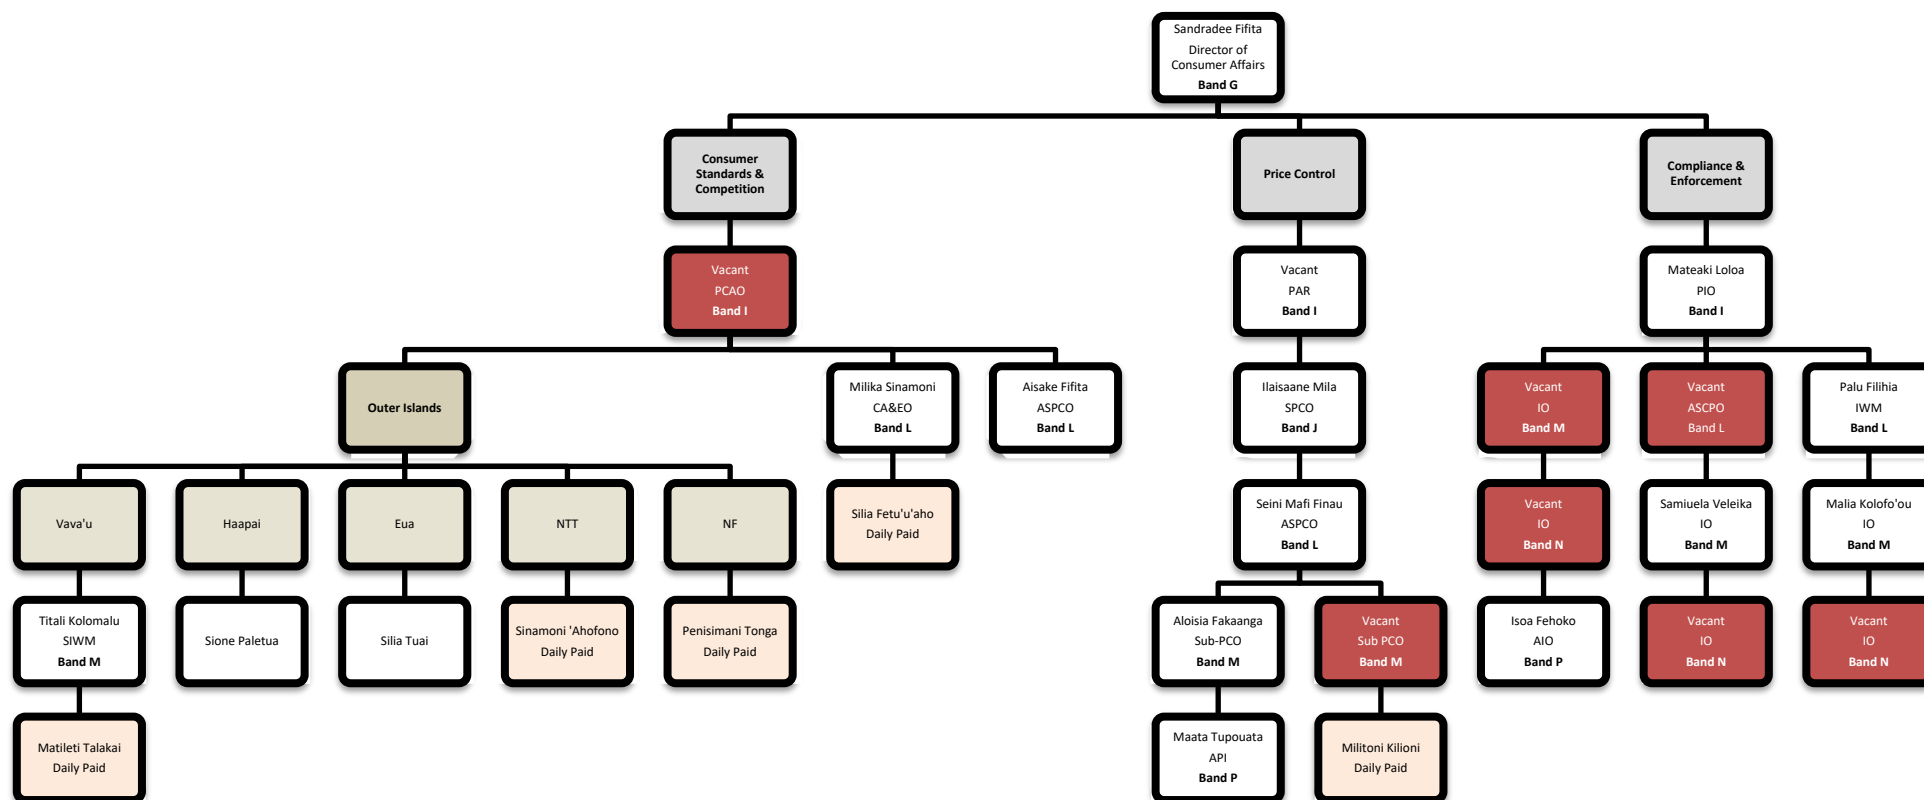 Sandradee Fifita
Director of
Consumer Affairs
Band G
Consumer
Standards &
Competition
Price Control
Compliance &
Enforcement
Vacant
PCAO
Band I
Vacant
PAR
Band I
Mateaki Loloa
PIO
Band I
Outer Islands
Milika Sinamoni
CA&EO
Band L
Aisake Fifita
ASPCO
Band L
Ilaisaane Mila
SPCO
Band J
Vacant
IO
Band M
Vacant
ASCPO
Band L
Palu Filihia
IWM
Band L
Vava'u
Haapai
Eua
NTT
NF
Silia Fetu'u'aho
Daily Paid
Seini Mafi Finau
ASPCO
Band L
Vacant
IO
Band N
Samiuela Veleika
IO
Band M
Malia Kolofo'ou
IO
Band M
Titali Kolomalu
SIWM
Band M
Sione Paletua
Silia Tuai
Sinamoni 'Ahofono
Daily Paid
Penisimani Tonga
Daily Paid
Aloisia Fakaanga
Sub-PCO
Band M
Vacant
Sub PCO
Band M
Isoa Fehoko
AIO
Band P
Vacant
IO
Band N
Vacant
IO
Band N
Matileti Talakai
Daily Paid
Maata Tupouata
API
Band P
Militoni Kilioni
Daily Paid